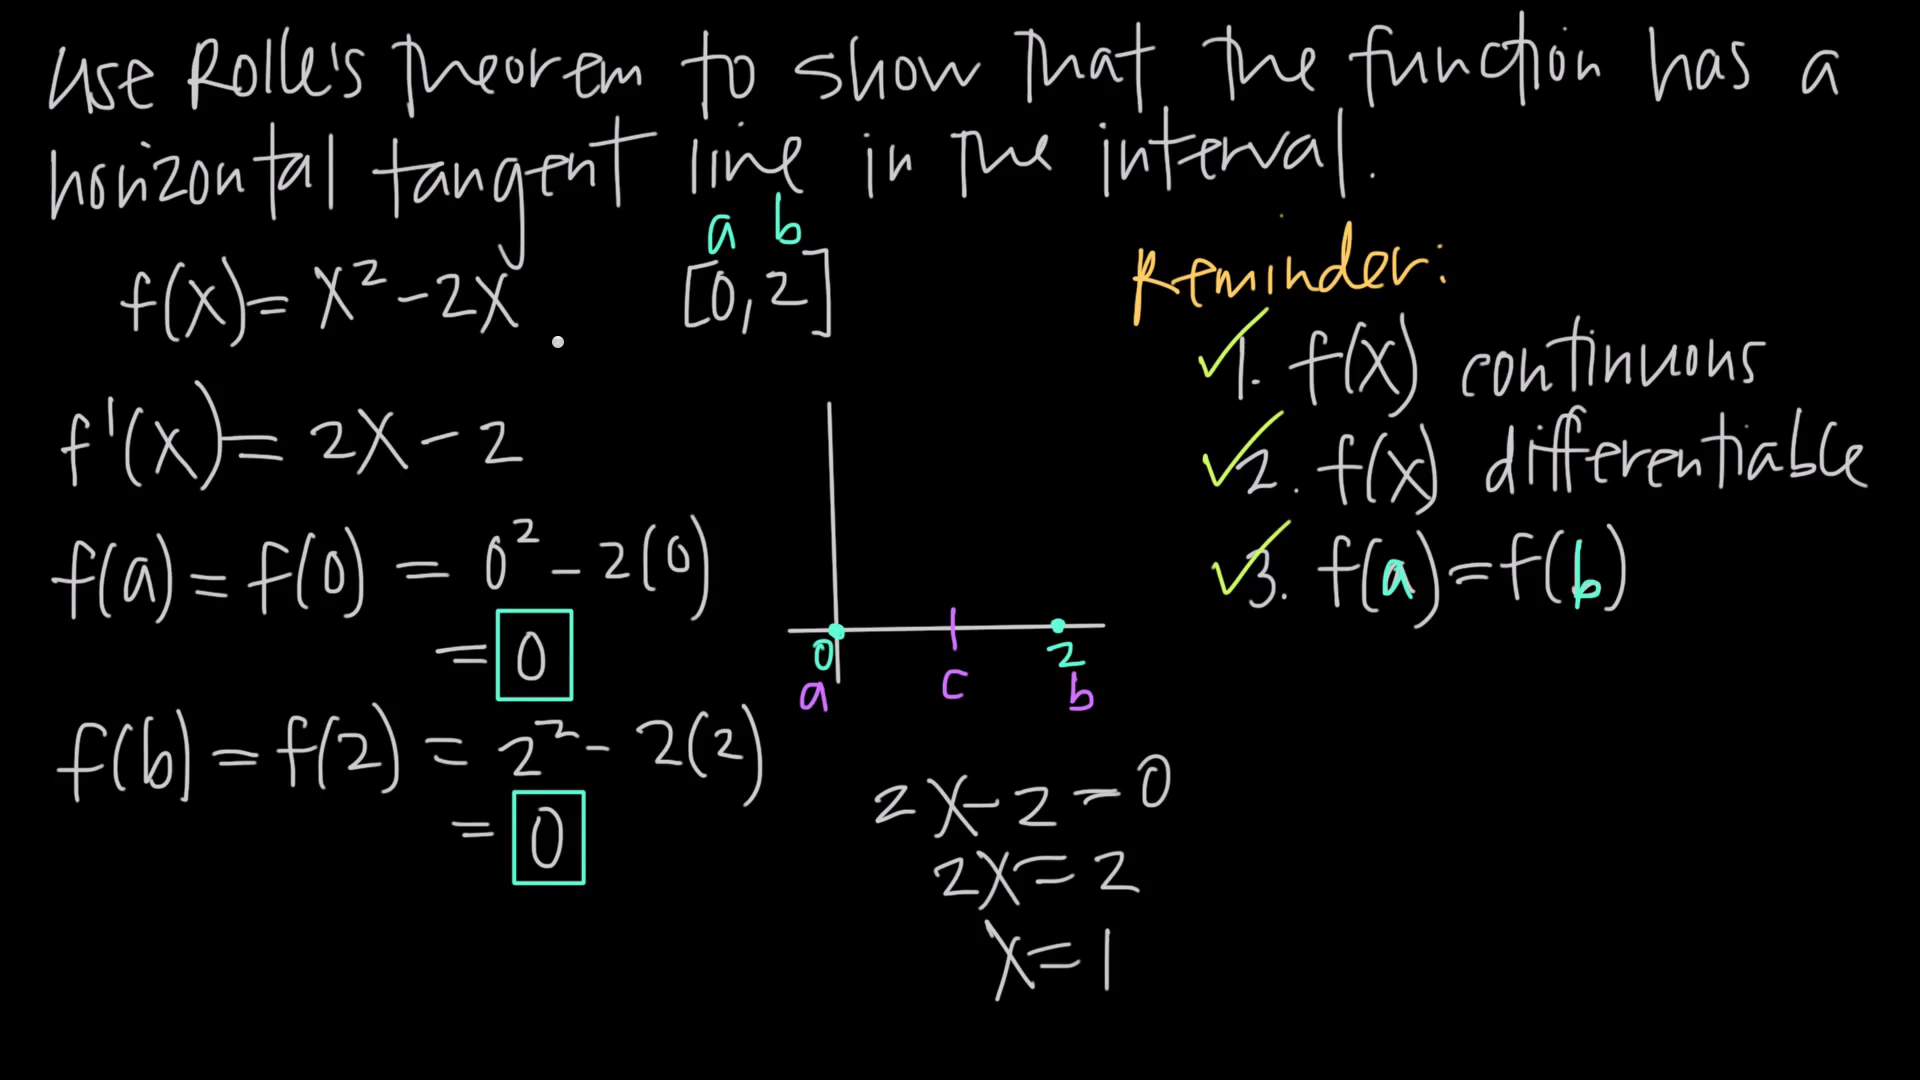 Use Rolle's Theorem to show that the function has a
horizontal tangent line in the interval.
a b
f(x) = x² - 2x [0, 2]
f'(x) = 2x - 2
f(a) = f(0) = 0² - 2(0)
= 0
f(b) = f(2) = 2² - 2(2)
= 0
0 2
a c b
2x - 2 = 0
2x = 2
x = 1
Reminder:
✓1. f(x) continuous
✓2. f(x) differentiable
✓3. f(a) = f(b)